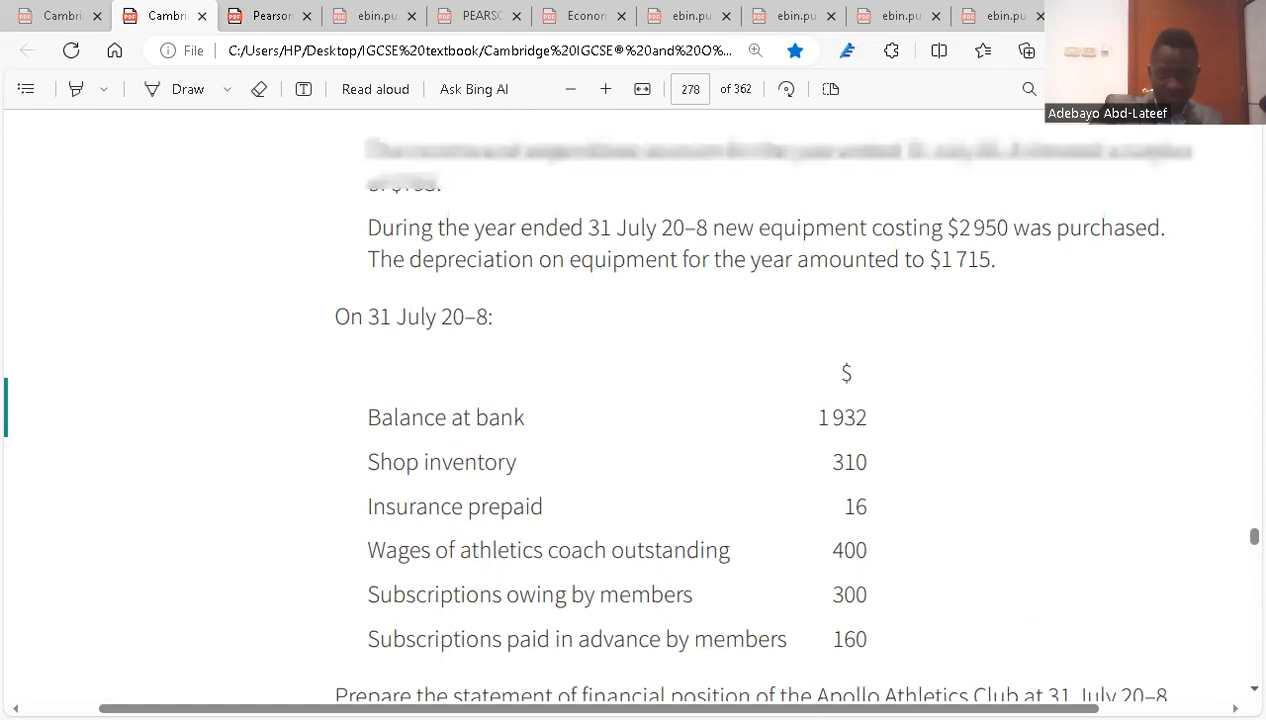 Cambri
Cambri
Pearsor
ebin.pu
PEARSC
Econor
ebin.pu
ebin.pu
ebin.pu
ebin.pu
File
C:/Users/HP/Desktop/IGCSE%20textbook/Cambridge%20IGCSE®%20and%20O%...
Draw
Read aloud
Ask Bing AI
278
of 362
Adebayo Abd-Lateef
During the year ended 31 July 20–8 new equipment costing $2 950 was purchased.
The depreciation on equipment for the year amounted to $1 715.
On 31 July 20–8:
$
Balance at bank 1 932
Shop inventory 310
Insurance prepaid 16
Wages of athletics coach outstanding 400
Subscriptions owing by members 300
Subscriptions paid in advance by members 160
Prepare the statement of financial position of the Apollo Athletics Club at 31 July 20–8